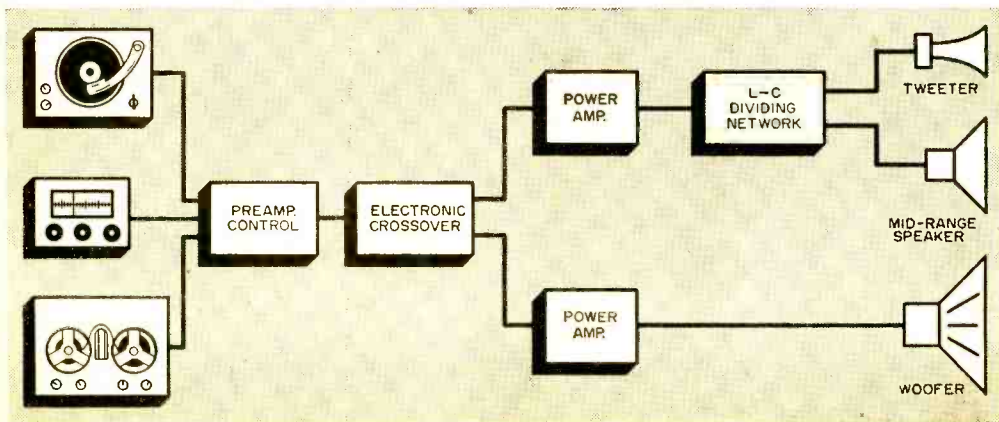 PREAMP.
CONTROL
ELECTRONIC
CROSSOVER
POWER
AMP.
L-C
DIVIDING
NETWORK
TWEETER
MID-RANGE
SPEAKER
POWER
AMP.
WOOFER